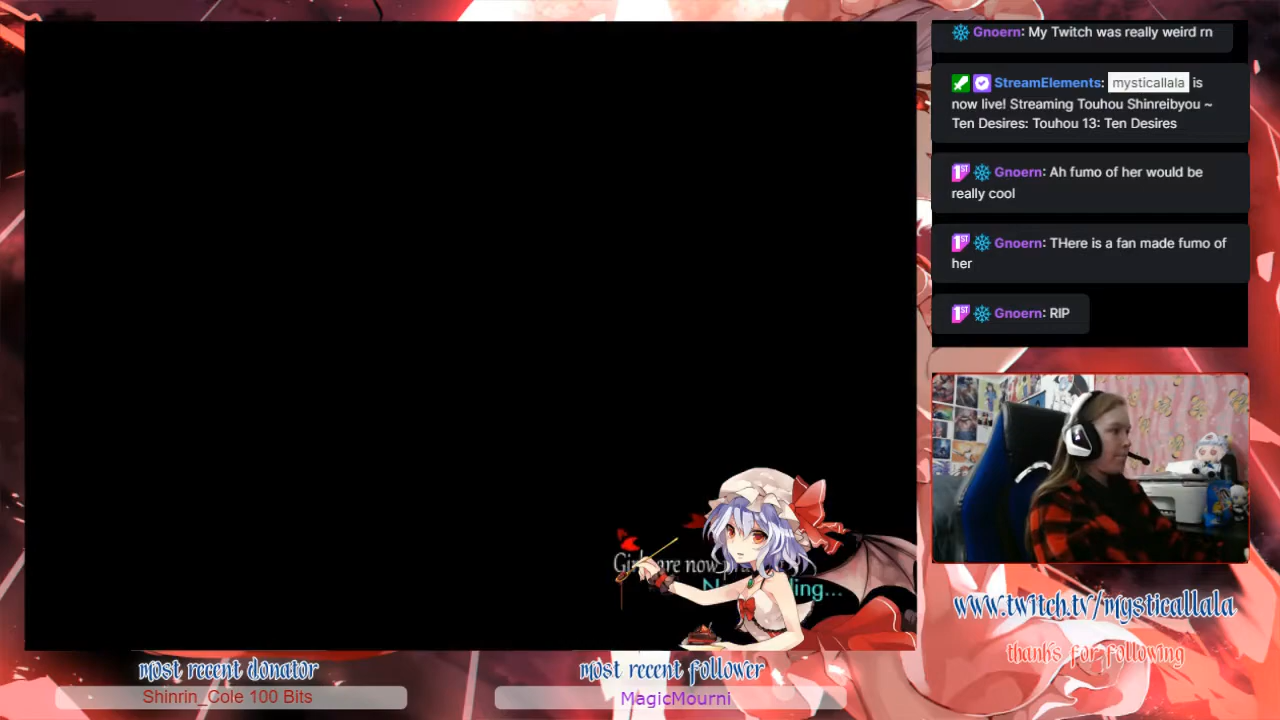 Gnoern: My Twitch was really weird rn
StreamElements: mysticallala is
now live! Streaming Touhou Shinreibyou ~
Ten Desires: Touhou 13: Ten Desires
Gnoern: Ah fumo of her would be
really cool
Gnoern: THere is a fan made fumo of
her
Gnoern: RIP
are now
www.twitch.tv/mysticallala
thanks for following
most recent donator
Shinrin_Cole 100 Bits
most recent follower
MagicMourni